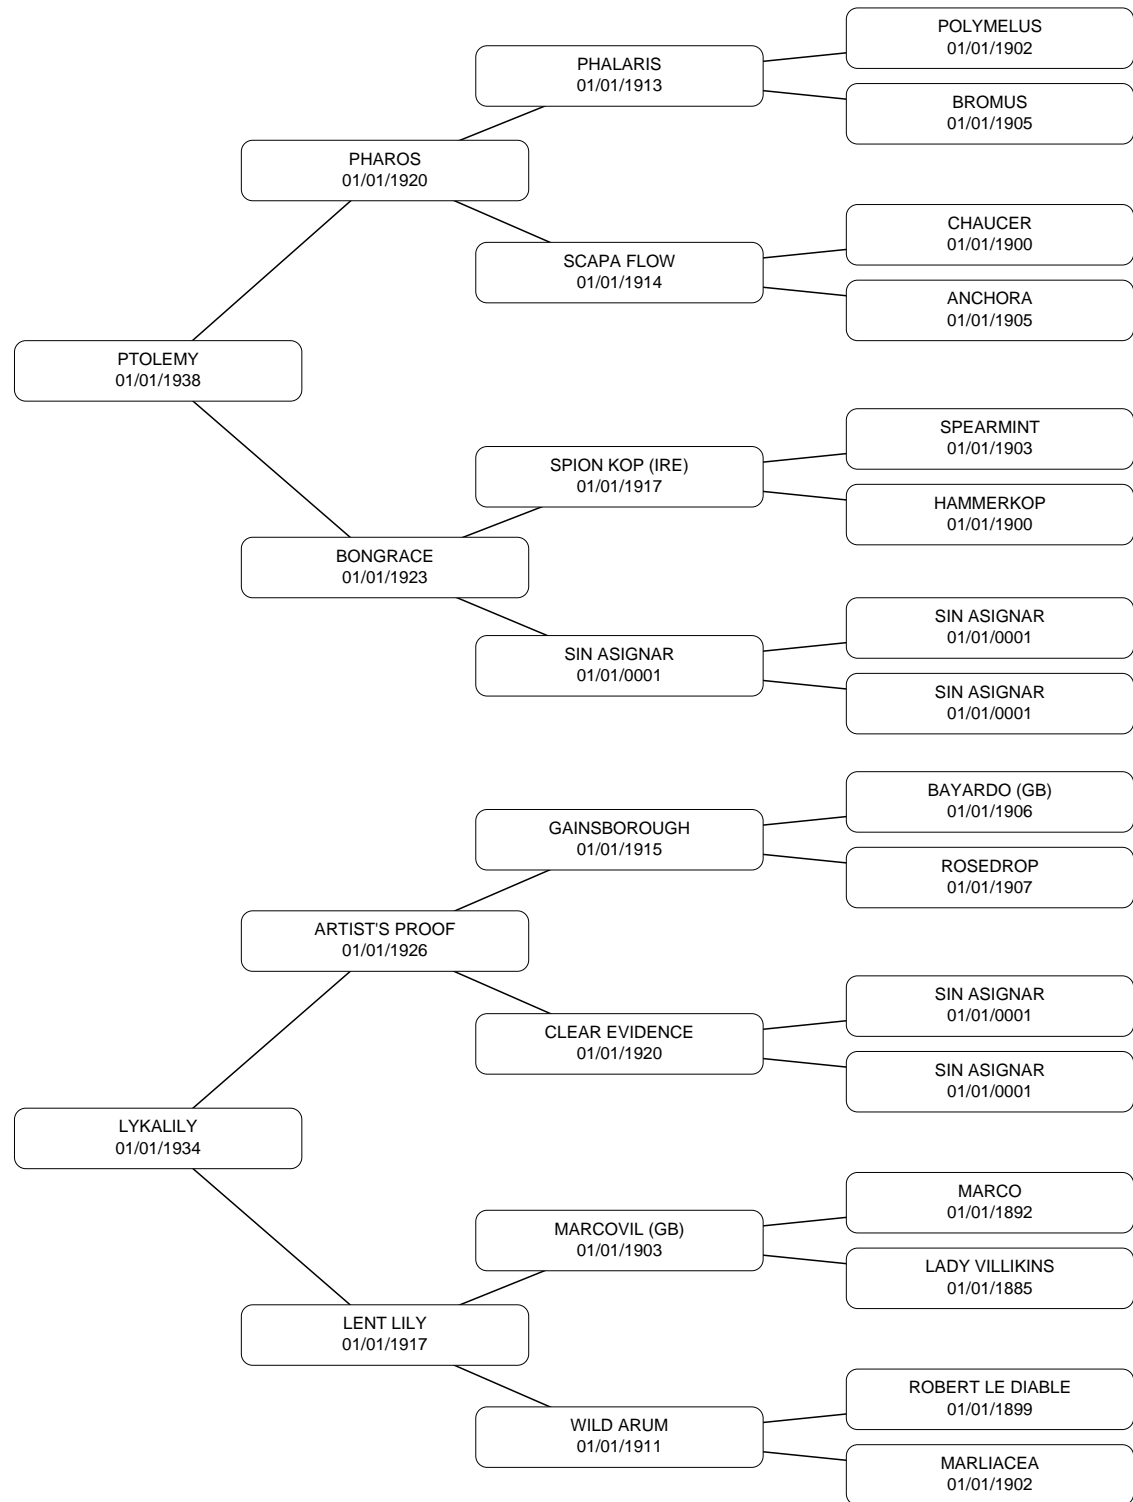 POLYMELUS
01/01/1902
PHALARIS
01/01/1913
BROMUS
01/01/1905
PHAROS
01/01/1920
CHAUCER
01/01/1900
SCAPA FLOW
01/01/1914
ANCHORA
01/01/1905
PTOLEMY
01/01/1938
SPEARMINT
01/01/1903
SPION KOP (IRE)
01/01/1917
HAMMERKOP
01/01/1900
BONGRACE
01/01/1923
SIN ASIGNAR
01/01/0001
SIN ASIGNAR
01/01/0001
SIN ASIGNAR
01/01/0001
BAYARDO (GB)
01/01/1906
GAINSBOROUGH
01/01/1915
ROSEDROP
01/01/1907
ARTIST'S PROOF
01/01/1926
SIN ASIGNAR
01/01/0001
CLEAR EVIDENCE
01/01/1920
SIN ASIGNAR
01/01/0001
LYKALILY
01/01/1934
MARCO
01/01/1892
MARCOVIL (GB)
01/01/1903
LADY VILLIKINS
01/01/1885
LENT LILY
01/01/1917
ROBERT LE DIABLE
01/01/1899
WILD ARUM
01/01/1911
MARLIACEA
01/01/1902